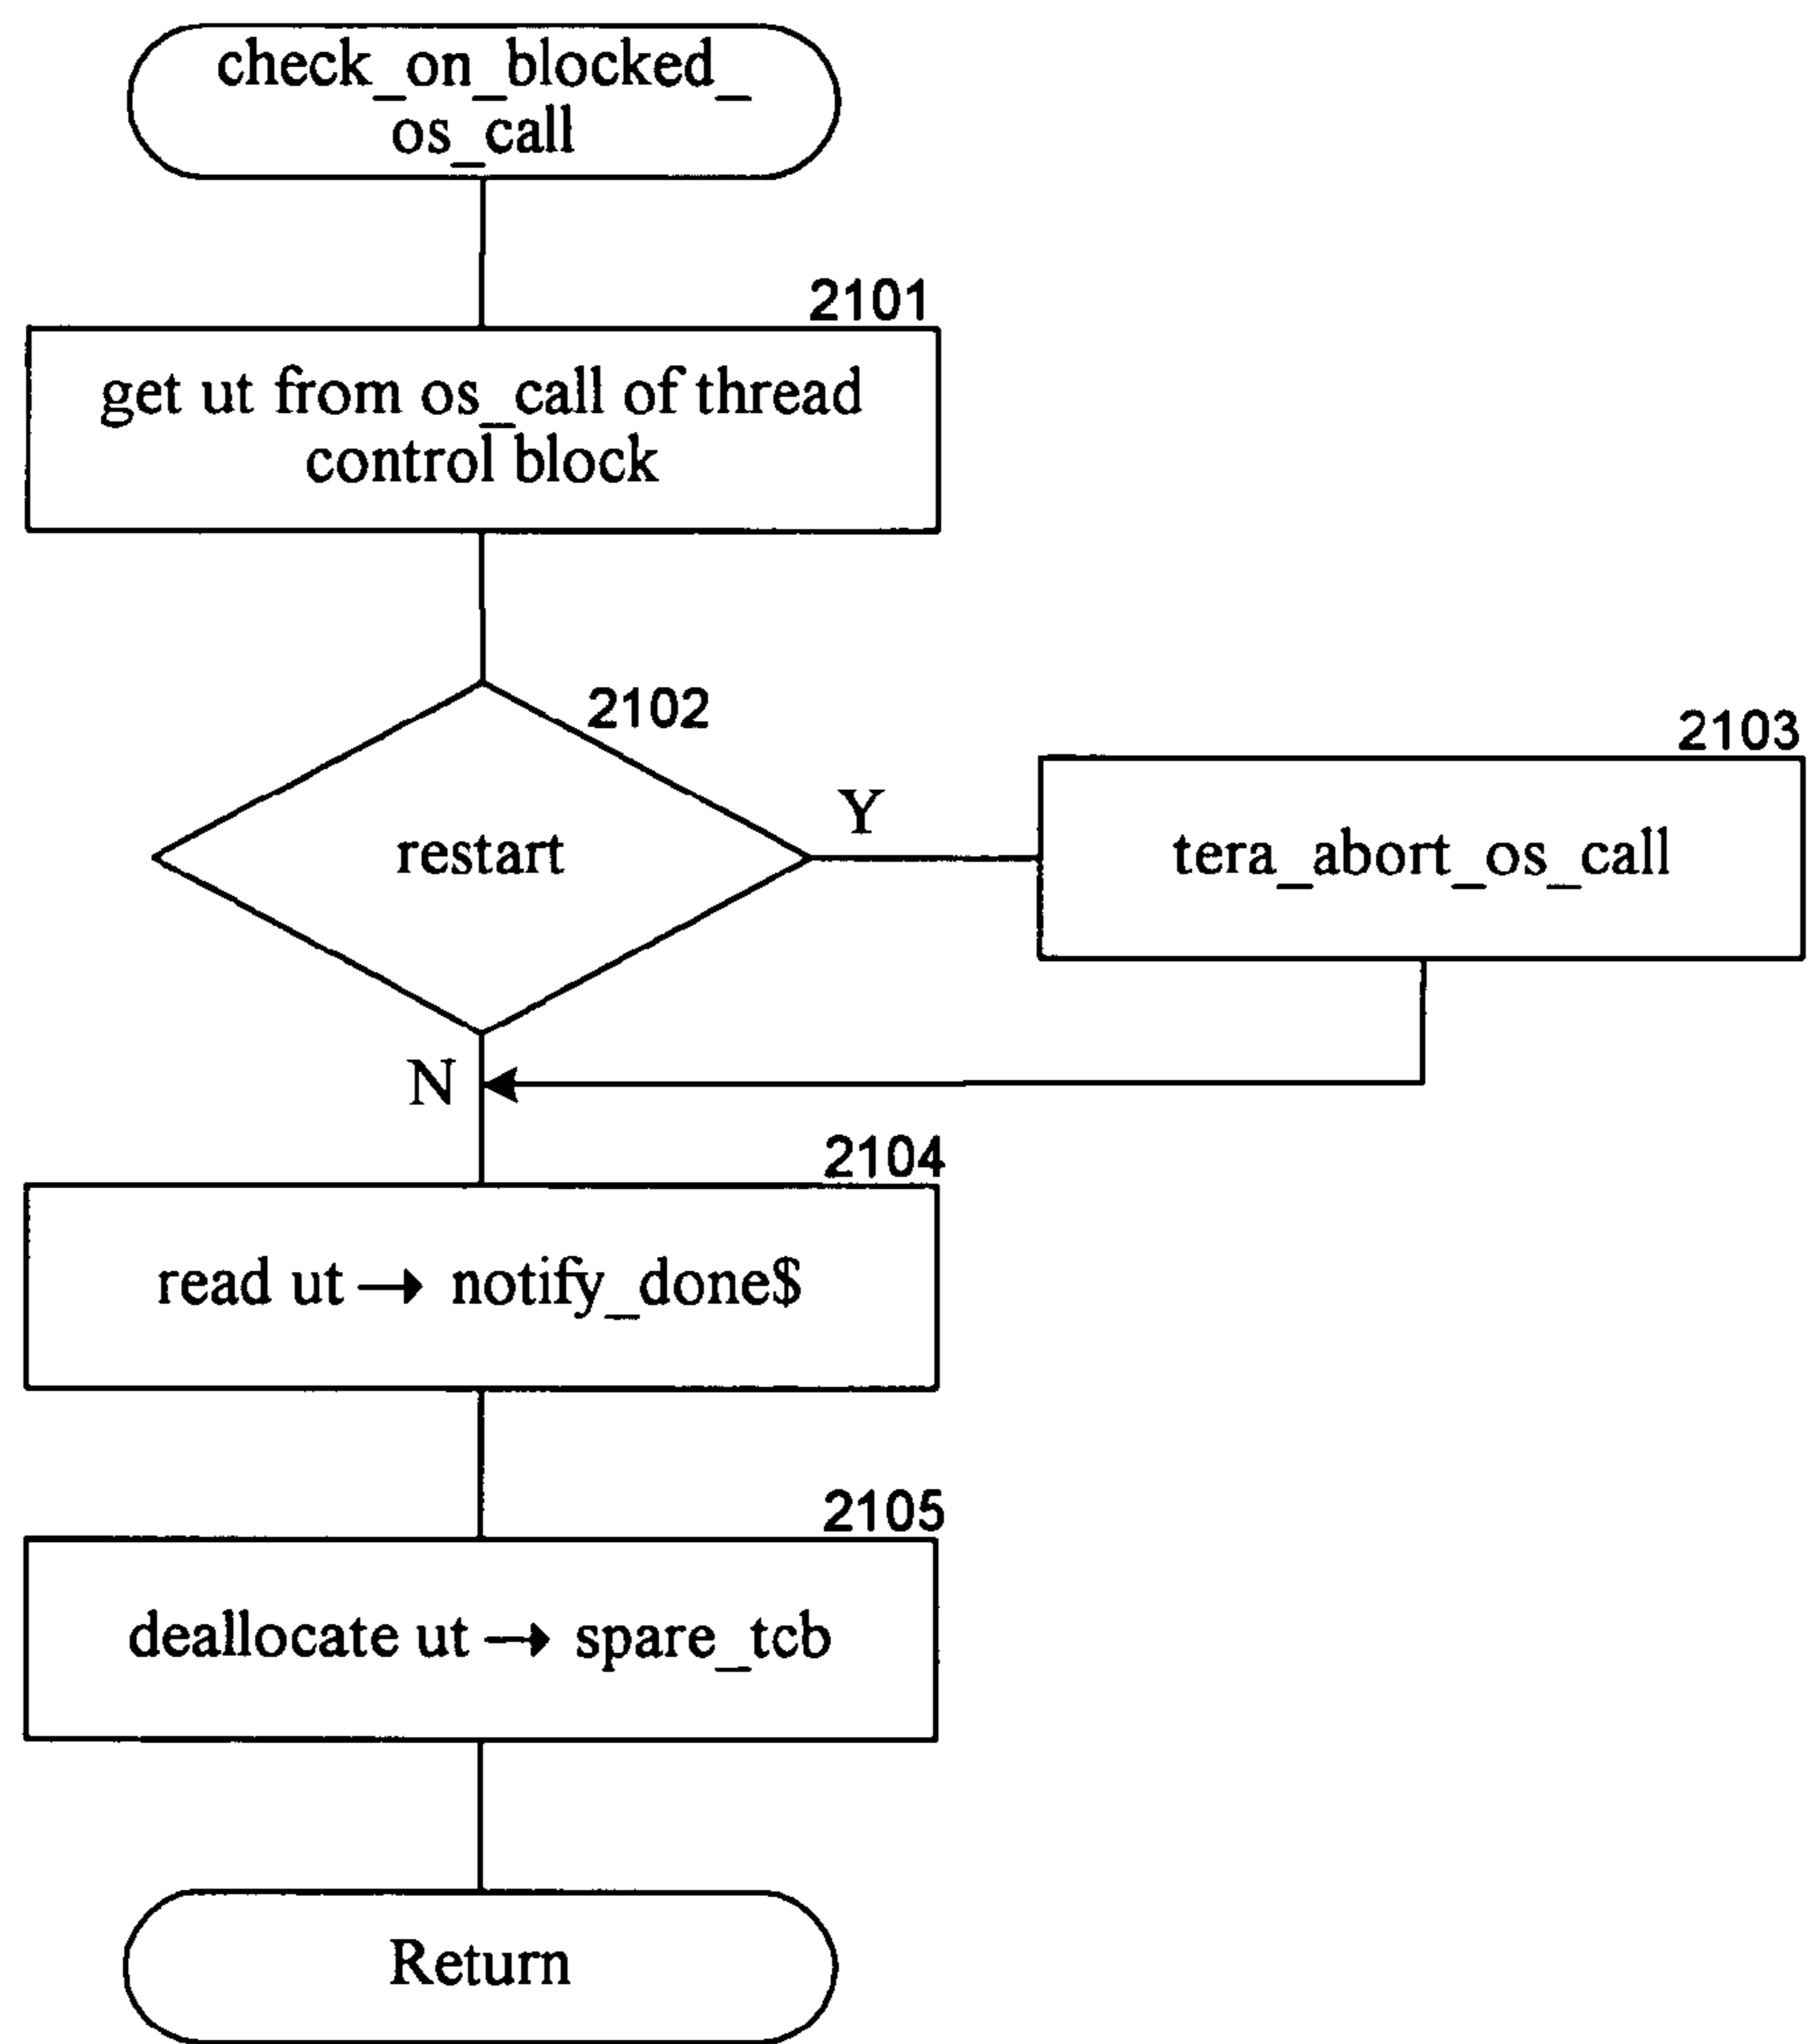 check_on_blocked_
os_call
2101
get ut from os_call of thread
control block
2102
restart
Y
2103
tera_abort_os_call
N
2104
read ut → notify_done$
2105
deallocate ut → spare_tcb
Return